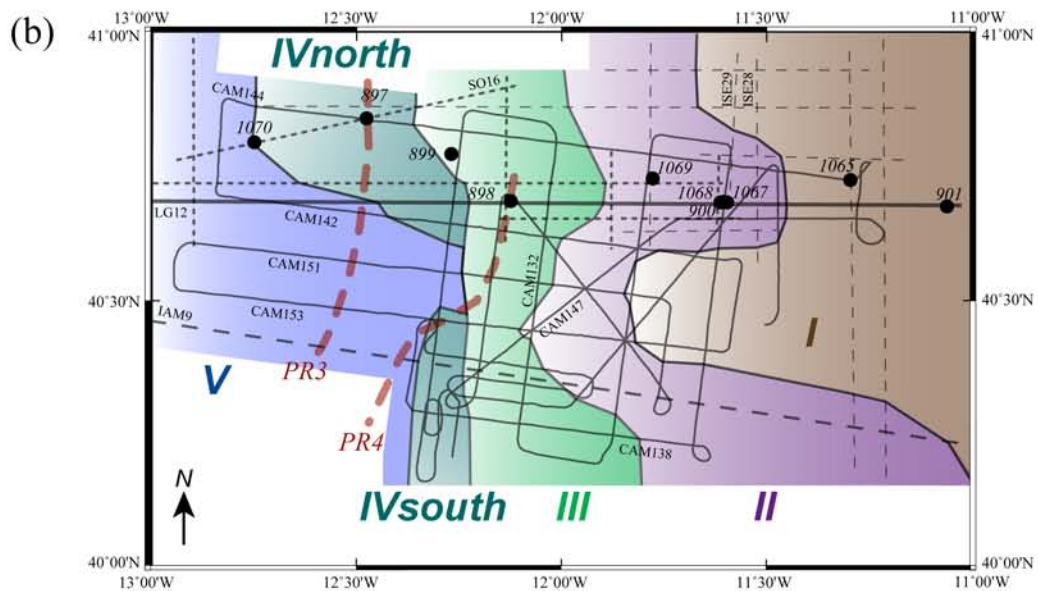 (b)
13°00'W 12°30'W 12°00'W 11°30'W 11°00'W
41°00'N 41°00'N
IVnorth
897
SO16
CAM144
ISE29
ISE28
1070
899
1069
1065
898
1068 1067
900
901
LG12
CAM142
CAM151
CAM132
CAM153
CAM147
40°30'N 40°30'N
IAM9
I
PR3
V
PR4
CAM138
N
IVsouth III II
40°00'N 40°00'N
13°00'W 12°30'W 12°00'W 11°30'W 11°00'W